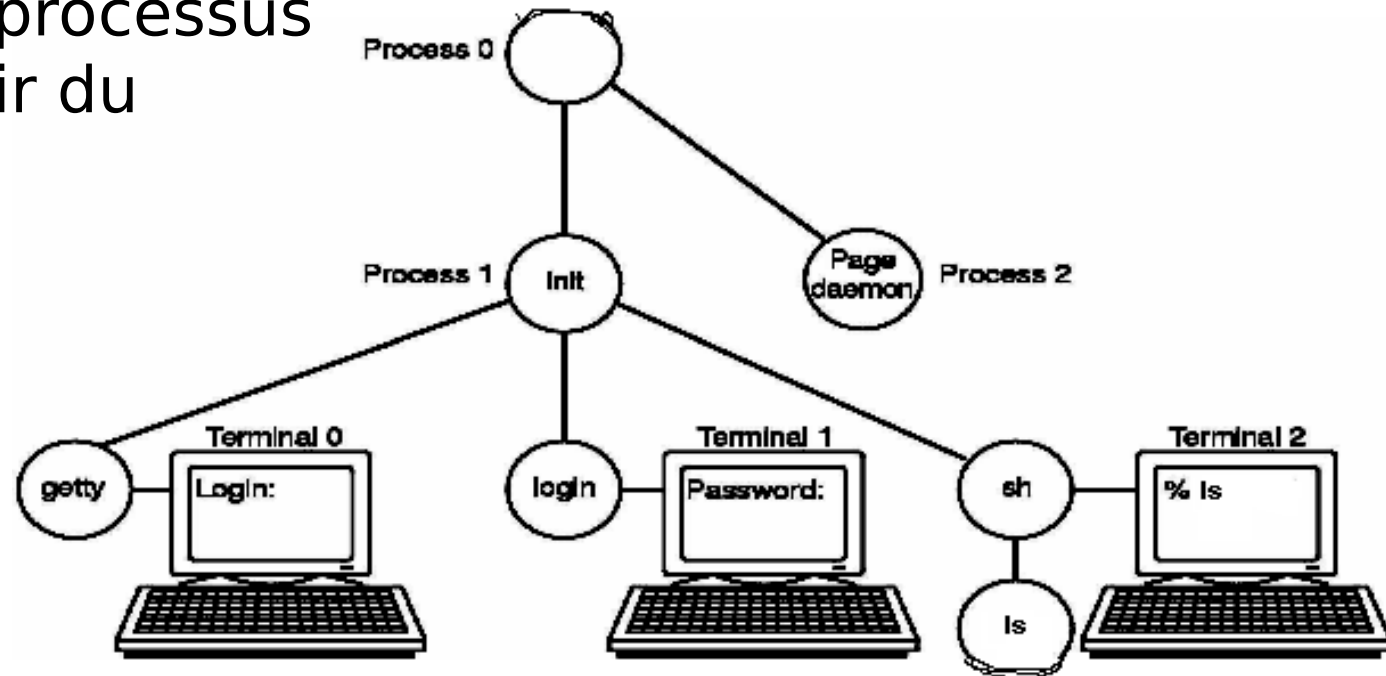 processus
ir du
Process 0
Page
daemon
Process 1
Init
Process 2
Terminal 0
Terminal 1
Terminal 2
getty
Login:
login
Password:
sh
% ls
ls